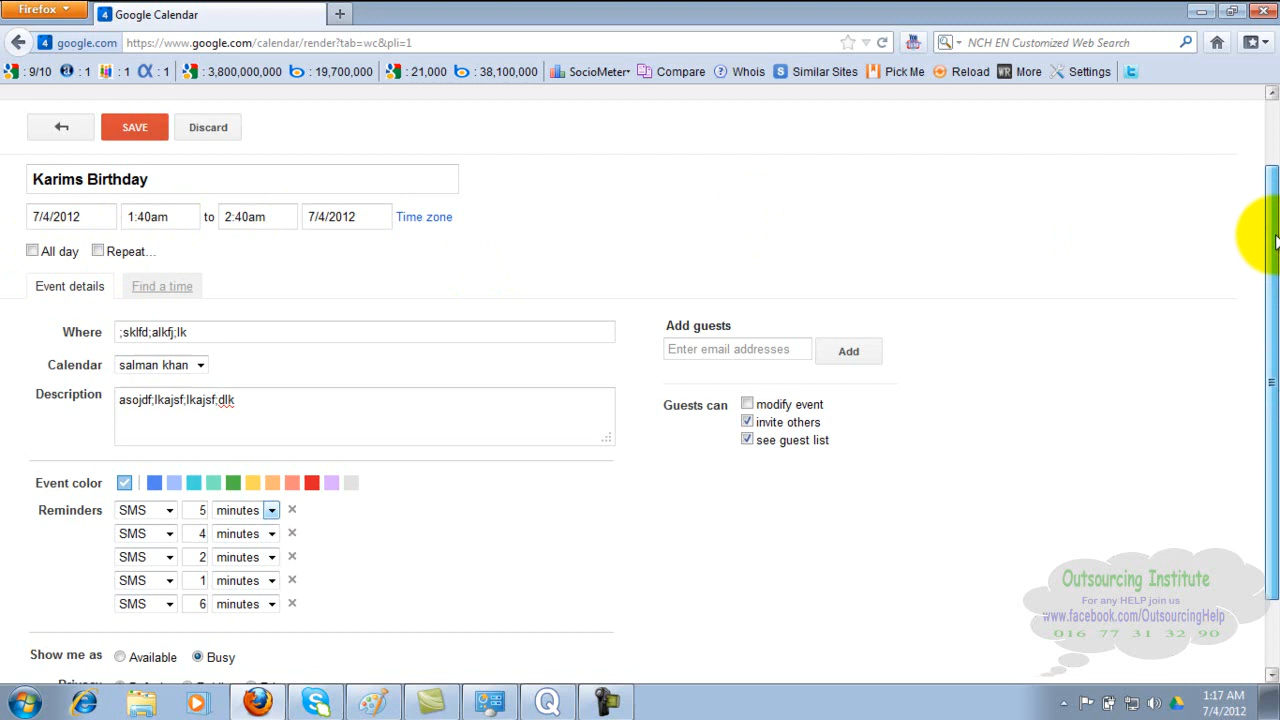 Firefox
Google Calendar
google.com
https://www.google.com/calendar/render?tab=wc&pli=1
NCH EN Customized Web Search
: 9/10
: 1
: 1
: 1
: 3,800,000,000
: 19,700,000
: 21,000
: 38,100,000
SocioMeter
Compare
Whois
Similar Sites
Pick Me
Reload
More
Settings
SAVE
Discard
Karims Birthday
7/4/2012
1:40am
to
2:40am
7/4/2012
Time zone
All day
Repeat...
Event details
Find a time
Where
;sklfd;alkfj;lk
Add guests
Enter email addresses
Add
Calendar
salman khan
Description
asojdf;lkajsf;lkajsf;dlk
Guests can
modify event
invite others
see guest list
Event color
Reminders
SMS 5 minutes
SMS 4 minutes
SMS 2 minutes
SMS 1 minutes
SMS 6 minutes
Outsourcing Institute
For any HELP join us
www.facebook.com/OutsourcingHelp
016 77 31 32 90
Show me as
Available
Busy
1:17 AM
7/4/2012